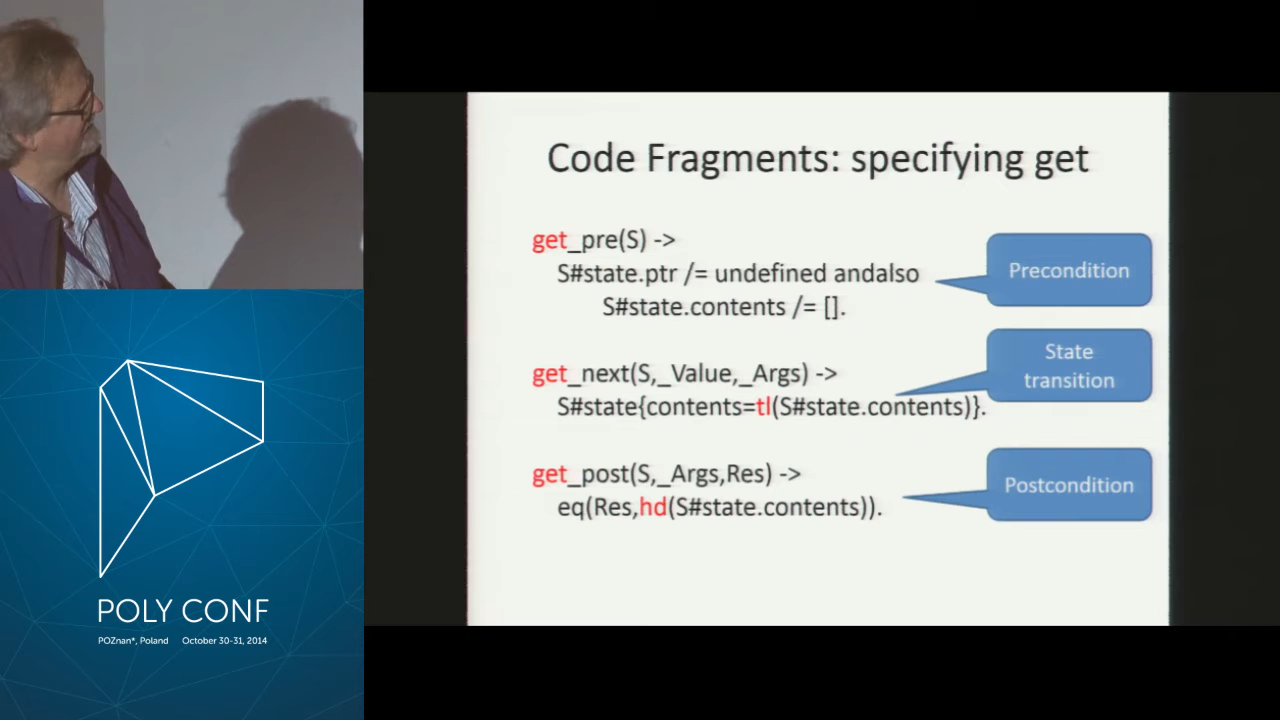 Code Fragments: specifying get
get_pre(S) ->
S#state.ptr /= undefined andalso
S#state.contents /= [].
Precondition
get_next(S,_Value,_Args) ->
S#state{contents=tl(S#state.contents)}.
State
transition
get_post(S,_Args,Res) ->
eq(Res,hd(S#state.contents)).
Postcondition
POLY CONF
POZnan*, Poland October 30-31, 2014